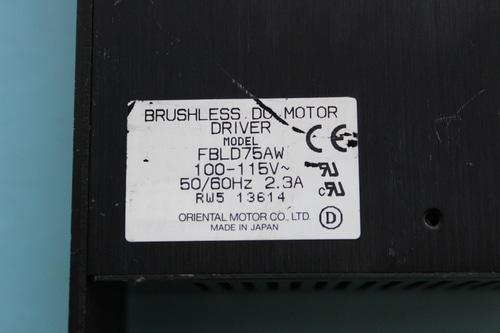 BRUSHLESS DC MOTOR
DRIVER
MODEL
FBLD75AW
100-115V~
50/60Hz 2.3A
RW5 13614
ORIENTAL MOTOR CO., LTD.
MADE IN JAPAN
CE
D